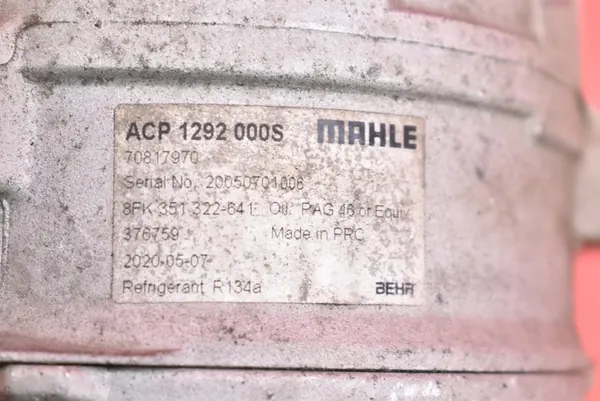 ACP 1292 000S MAHLE
70817970
Serial No. 20050701006
8FK 351 322-641 Oil: PAG 46 or Equiv.
376759 Made in PRC
2020-05-07
Refrigerant R134a BEHR